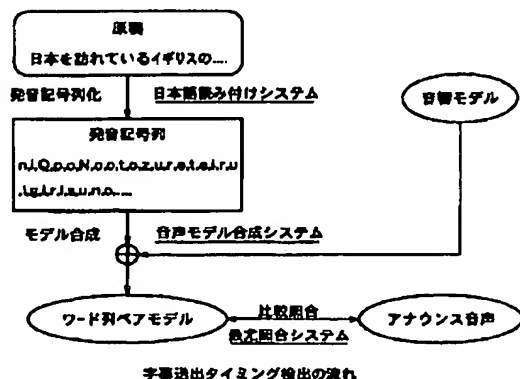 原稿
日本を訪れているイギリスの....
発音記号列化
日本語読み付けシステム
音響モデル
発音記号列
n.i.Q.p.o.N.o.o.t.o.z.u.r.e.t.e.i.r.u
.i.g.i.r.i.s.u.n.o.....
モデル合成
音声モデル合成システム
ワード列ペアモデル
比較照合
最尤照合システム
アナウンス音声
字幕送出タイミング検出の流れ